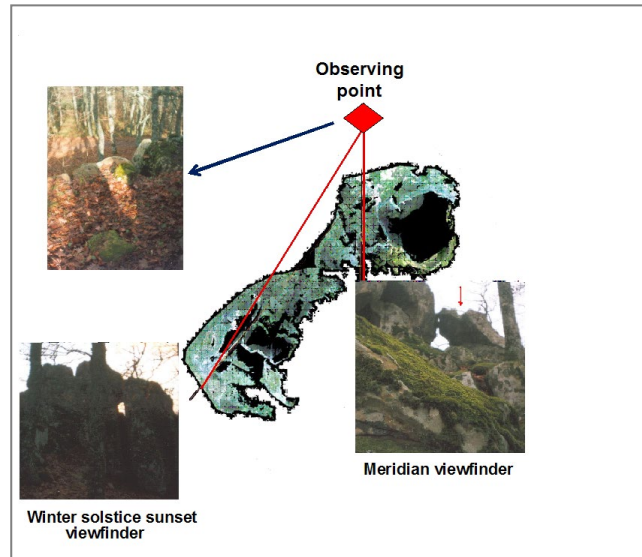 Observing
point
Meridian viewfinder
Winter solstice sunset
viewfinder